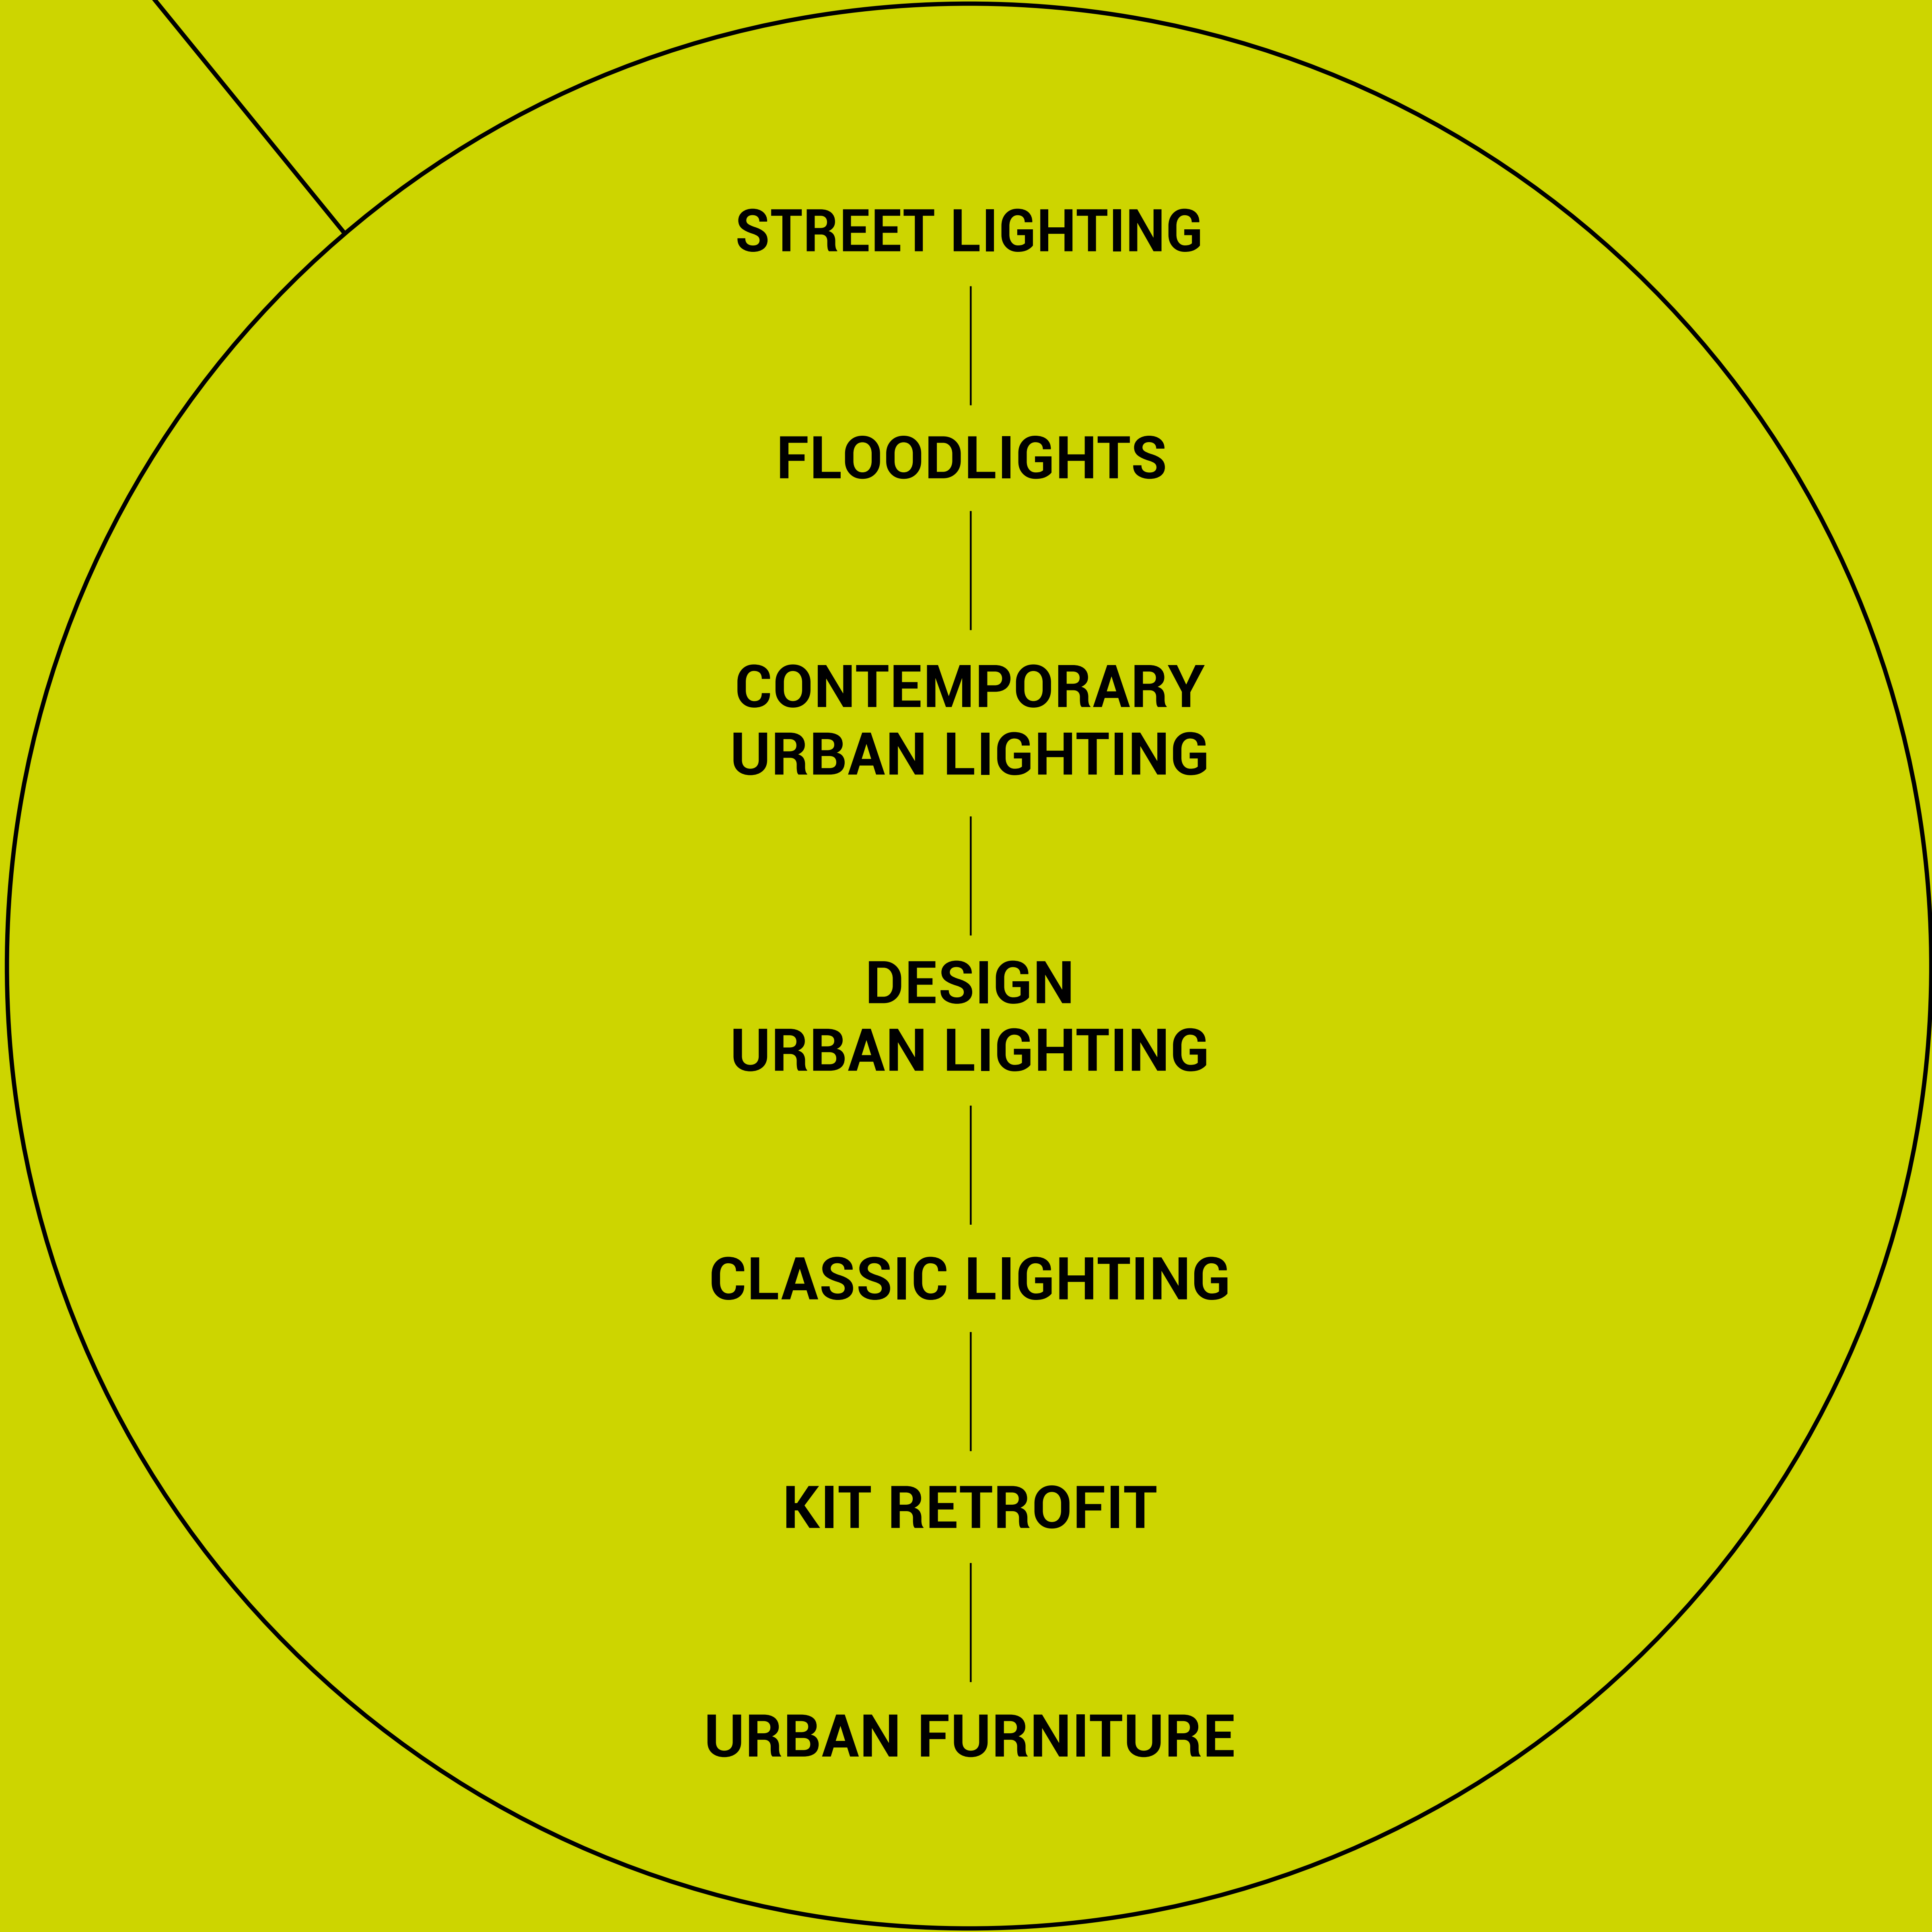 STREET LIGHTING
FLOODLIGHTS
CONTEMPORARY
URBAN LIGHTING
DESIGN
URBAN LIGHTING
CLASSIC LIGHTING
KIT RETROFIT
URBAN FURNITURE